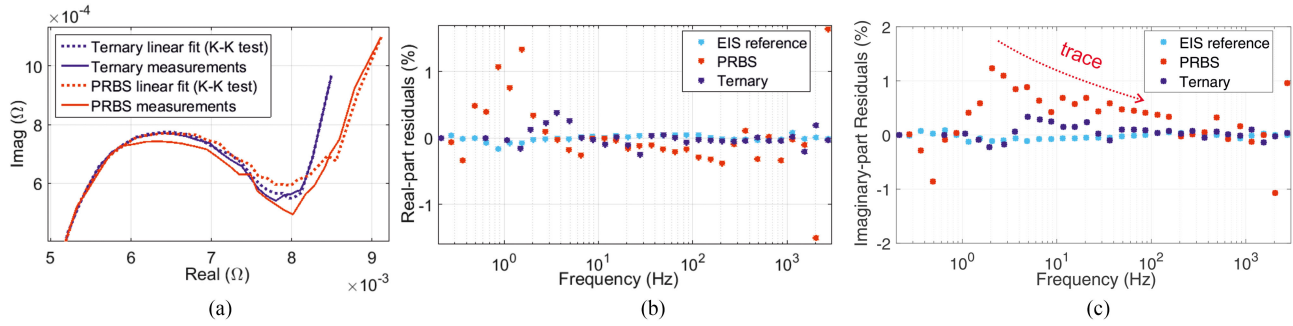 × 10⁻⁴
10
8
6
Imag (Ω)
Ternary linear fit (K-K test)
Ternary measurements
PRBS linear fit (K-K test)
PRBS measurements
5 6 7 8 9
Real (Ω)
× 10⁻³
(a)
1
0
-1
Real-part residuals (%)
EIS reference
PRBS
Ternary
10⁰ 10¹ 10² 10³
Frequency (Hz)
(b)
2
1
0
-1
-2
Imaginary-part Residuals (%)
trace
EIS reference
PRBS
Ternary
10⁰ 10¹ 10² 10³
Frequency (Hz)
(c)